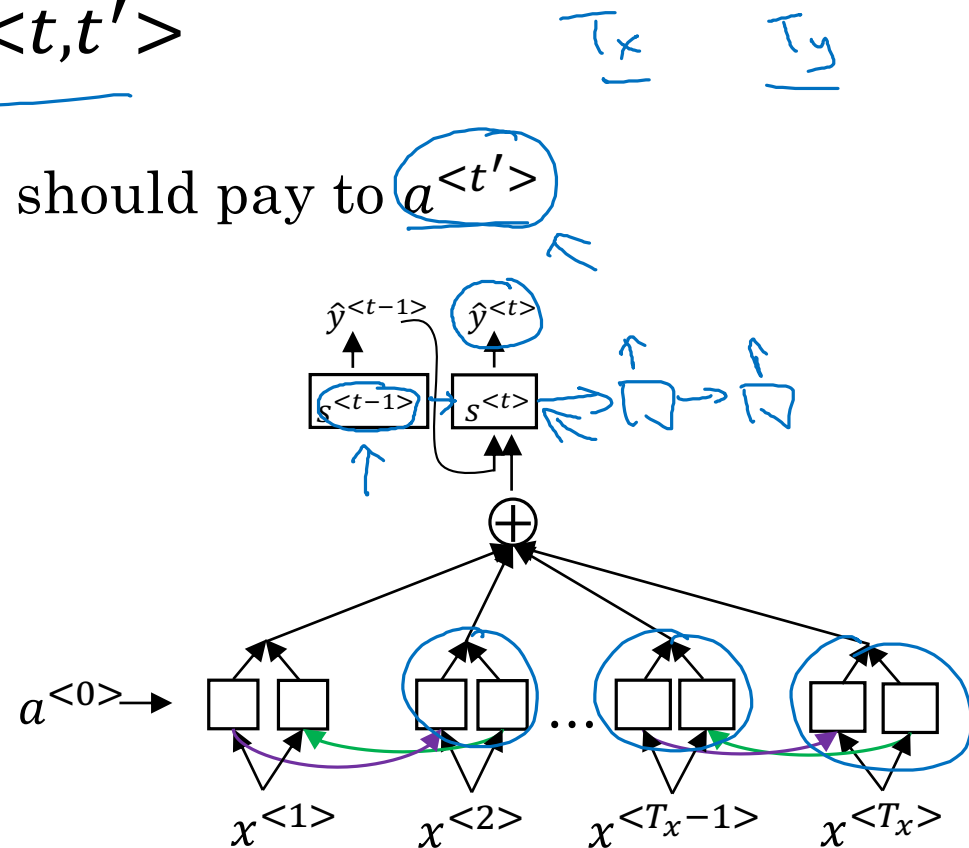 <t,t′> Tx Ty
should pay to a<t′>
ŷ<t−1> ŷ<t>
s<t−1> s<t>
a<0>
...
x<1> x<2> x<Tx−1> x<Tx>